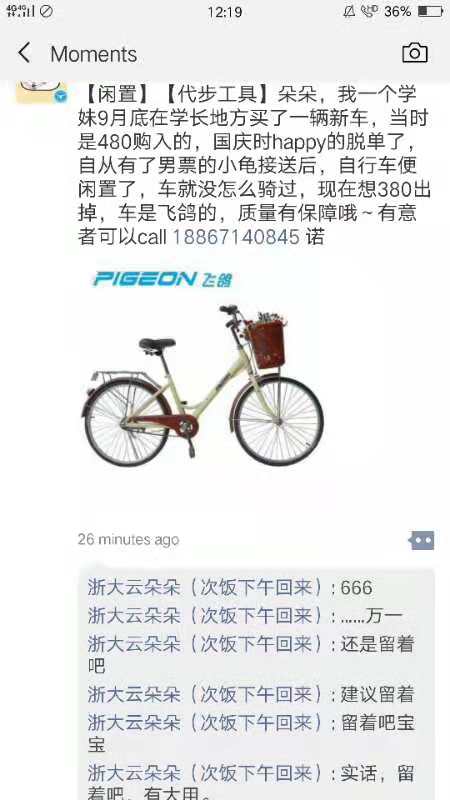 4G 4G
12:19
HD
36%
Moments
【闲置】【代步工具】朵朵，我一个学
妹9月底在学长地方买了一辆新车，当时
是480购入的，国庆时happy的脱单了，
自从有了男票的小龟接送后，自行车便
闲置了，车就没怎么骑过，现在想380出
掉，车是飞鸽的，质量有保障哦～有意
者可以call 18867140845 诺
PIGEON 飞鸽
26 minutes ago
浙大云朵朵（次饭下午回来）: 666
浙大云朵朵（次饭下午回来）: ......万一
浙大云朵朵（次饭下午回来）: 还是留着
吧
浙大云朵朵（次饭下午回来）: 建议留着
浙大云朵朵（次饭下午回来）: 留着吧宝
宝
浙大云朵朵（次饭下午回来）: 实话，留
着吧，有大用。